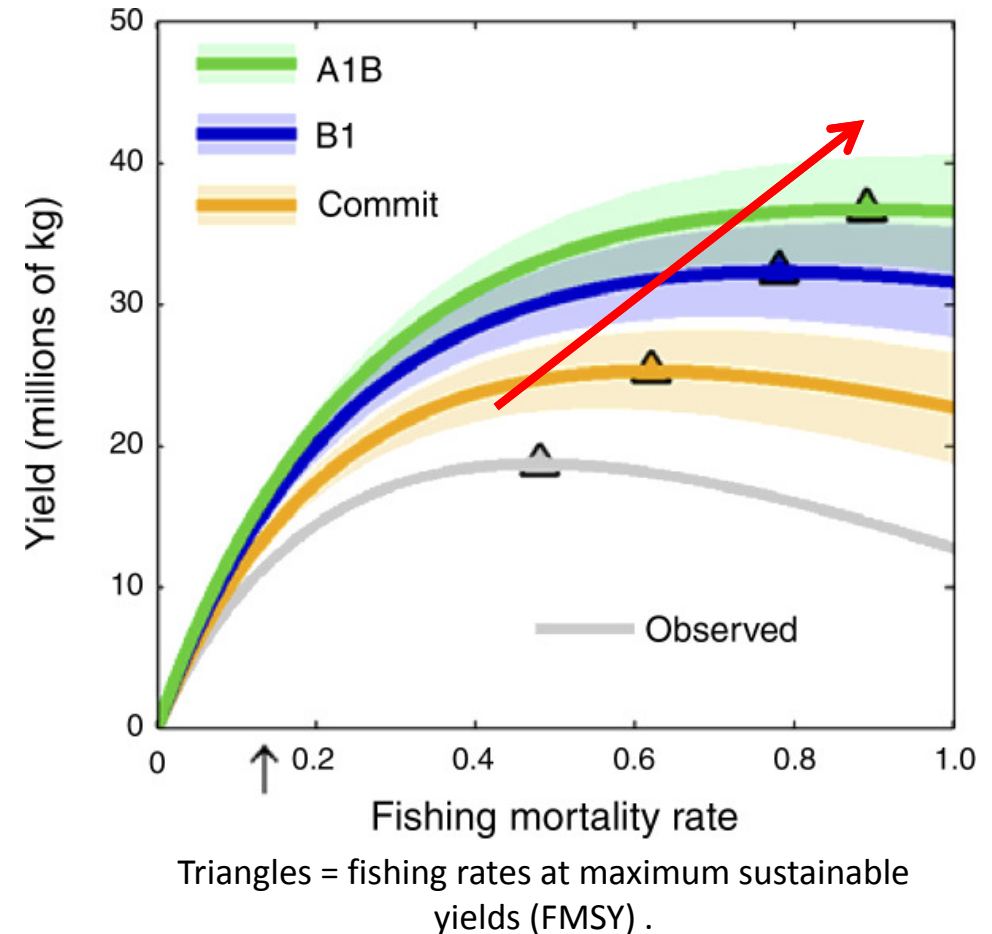 50
40
30
20
10
0
Yield (millions of kg)
A1B
B1
Commit
Observed
0 0.2 0.4 0.6 0.8 1.0
Fishing mortality rate
Triangles = fishing rates at maximum sustainable
yields (FMSY) .